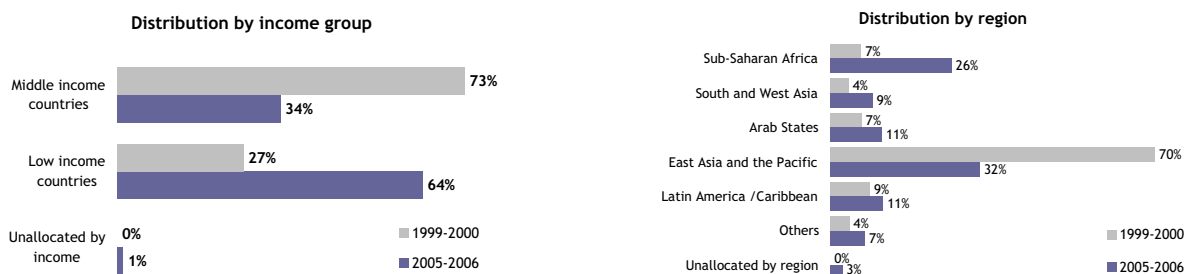 Distribution by income group
Middle income
countries
73%
34%
Low income
countries
27%
64%
Unallocated by
income
0%
1%
1999-2000
2005-2006
Distribution by region
Sub-Saharan Africa
7%
26%
South and West Asia
4%
9%
Arab States
7%
11%
East Asia and the Pacific
70%
32%
Latin America /Caribbean
9%
11%
Others
4%
7%
Unallocated by region
0%
3%
1999-2000
2005-2006